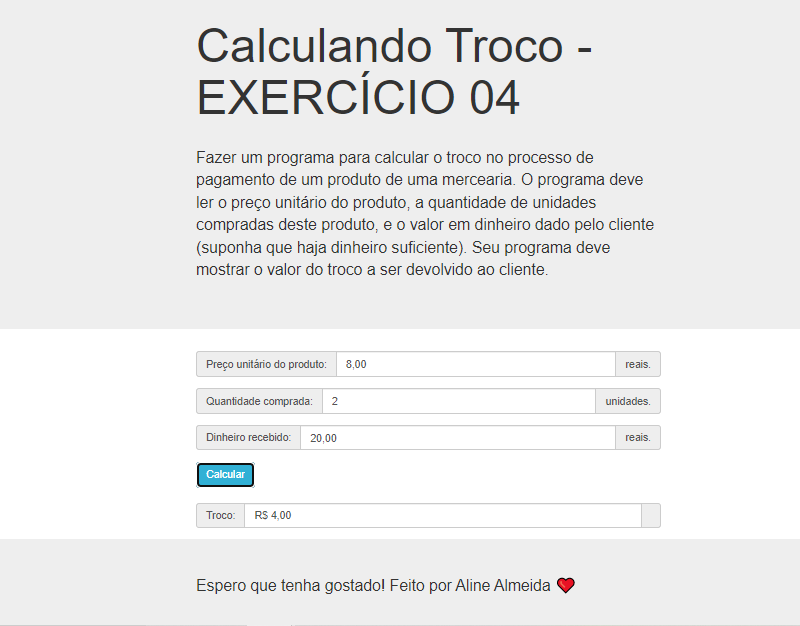 Calculando Troco -
EXERCÍCIO 04
Fazer um programa para calcular o troco no processo de
pagamento de um produto de uma mercearia. O programa deve
ler o preço unitário do produto, a quantidade de unidades
compradas deste produto, e o valor em dinheiro dado pelo cliente
(suponha que haja dinheiro suficiente). Seu programa deve
mostrar o valor do troco a ser devolvido ao cliente.
Preço unitário do produto: 8,00 reais.
Quantidade comprada: 2 unidades.
Dinheiro recebido: 20,00 reais.
Calcular
Troco: R$ 4,00
Espero que tenha gostado! Feito por Aline Almeida ❤️